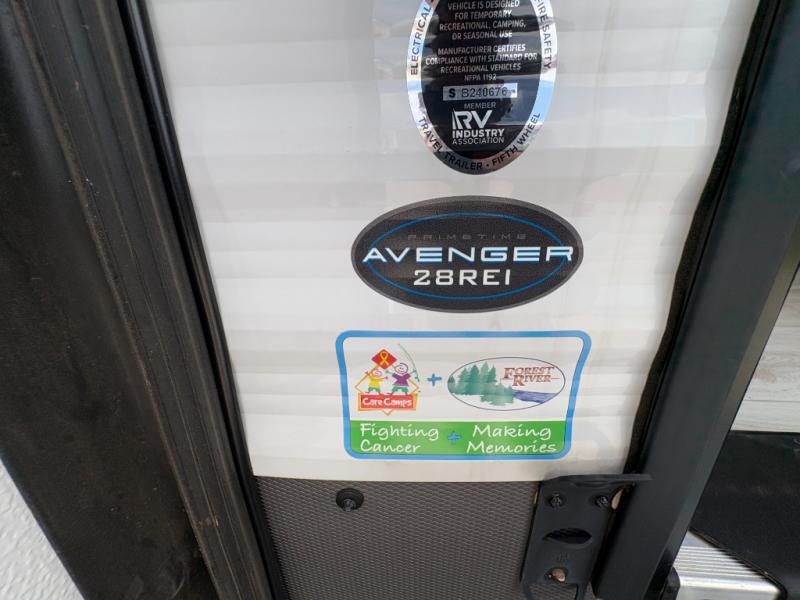 ELECTRICAL
FIRE SAFETY
VEHICLE IS DESIGNED
FOR TEMPORARY
RECREATIONAL, CAMPING,
OR SEASONAL USE
MANUFACTURER CERTIFIES
COMPLIANCE WITH STANDARD FOR
RECREATIONAL VEHICLES
NFPA 1192
S B240676
MEMBER
RV
INDUSTRY
ASSOCIATION
TRAVEL TRAILER • FIFTH WHEEL
PRIMETIME
AVENGER
28REI
Care Camps
+
FOREST
RIVER
Fighting + Making
Cancer Memories